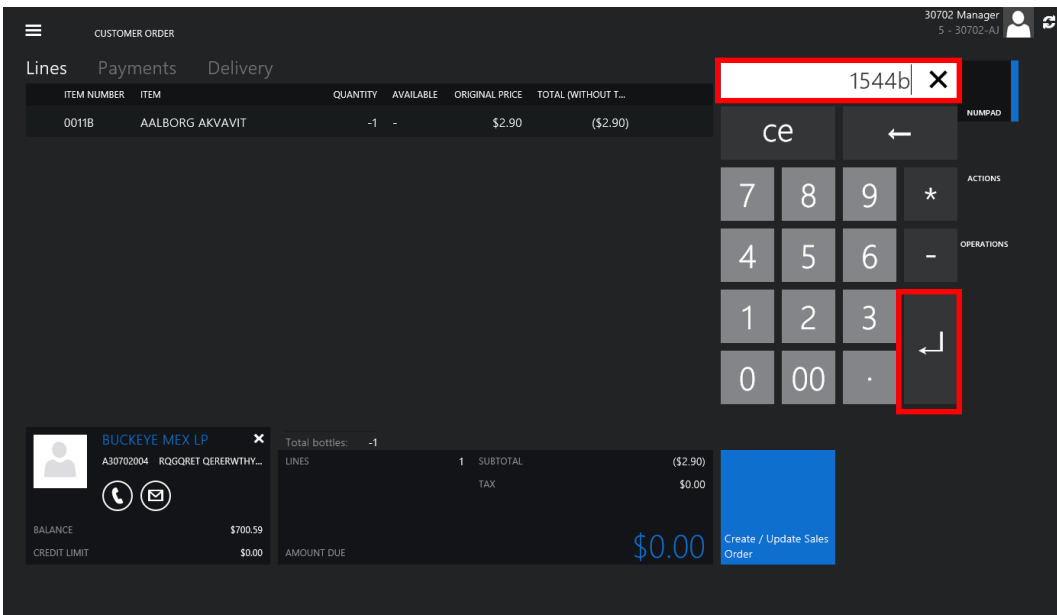 30702 Manager
5 - 30702-AJ
CUSTOMER ORDER
Lines Payments Delivery
ITEM NUMBER ITEM QUANTITY AVAILABLE ORIGINAL PRICE TOTAL (WITHOUT T...
0011B AALBORG AKVAVIT -1 - $2.90 ($2.90)
1544b
NUMPAD
ce
7 8 9 *
ACTIONS
4 5 6 -
OPERATIONS
1 2 3
0 00 .
BUCKEYE MEX LP
A30702004 RQGQRET QERERWTHY...
BALANCE $700.59
CREDIT LIMIT $0.00
Total bottles: -1
LINES 1 SUBTOTAL ($2.90)
TAX $0.00
AMOUNT DUE $0.00
Create / Update Sales
Order